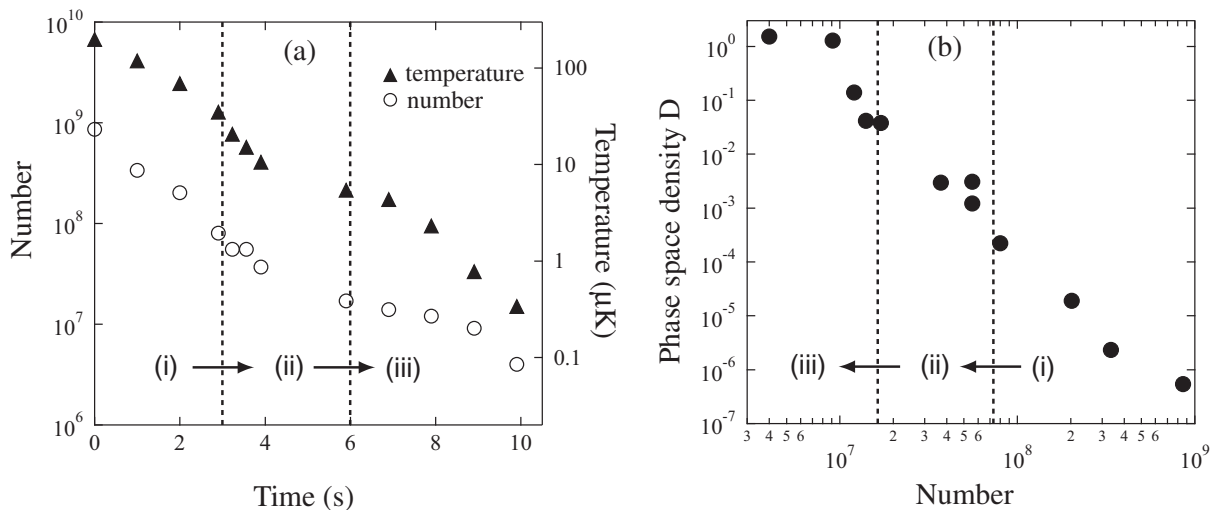 (a)
temperature
number
10^10
10^9
10^8
10^7
10^6
Number
100
10
1
0.1
Temperature (μK)
(i)
(ii)
(iii)
0
2
4
6
8
10
Time (s)
(b)
10^0
10^-1
10^-2
10^-3
10^-4
10^-5
10^-6
10^-7
Phase space density D
(iii)
(ii)
(i)
3 4 5 6 2 3 4 5 6 2 3 4 5 6
10^7 10^8 10^9
Number